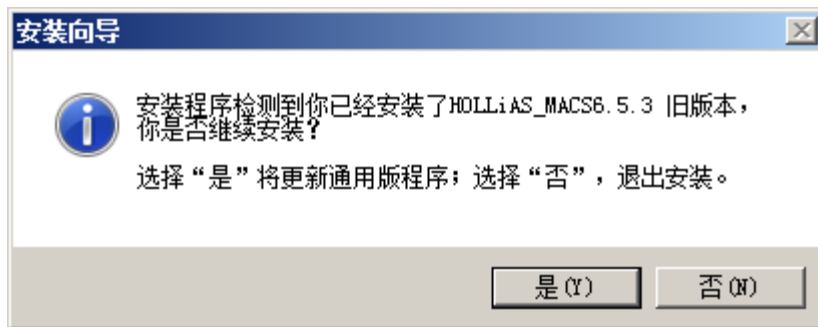 安装向导
安装程序检测到你已经安装了HOLLiAS_MACS6.5.3 旧版本，
你是否继续安装？
选择“是”将更新通用版程序；选择“否”，退出安装。
是(Y)
否(N)